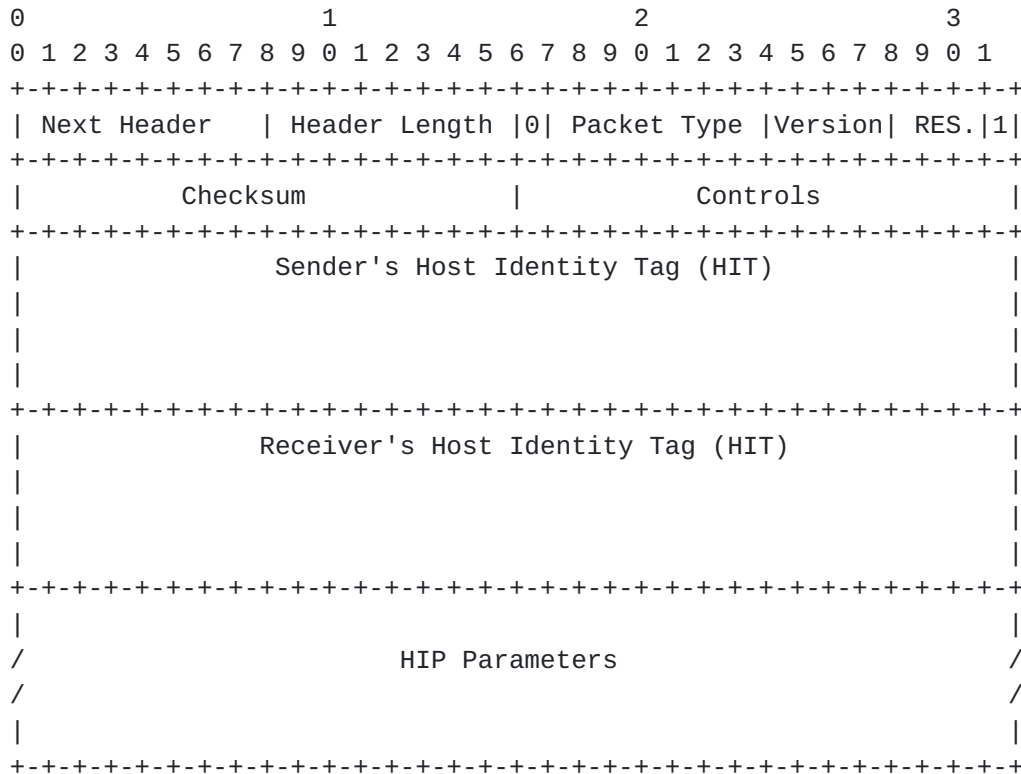 0                   1                   2                   3
0 1 2 3 4 5 6 7 8 9 0 1 2 3 4 5 6 7 8 9 0 1 2 3 4 5 6 7 8 9 0 1
+-+-+-+-+-+-+-+-+-+-+-+-+-+-+-+-+-+-+-+-+-+-+-+-+-+-+-+-+-+-+-+-+
| Next Header   | Header Length |0| Packet Type |Version| RES.|1|
+-+-+-+-+-+-+-+-+-+-+-+-+-+-+-+-+-+-+-+-+-+-+-+-+-+-+-+-+-+-+-+-+
|          Checksum             |           Controls            |
+-+-+-+-+-+-+-+-+-+-+-+-+-+-+-+-+-+-+-+-+-+-+-+-+-+-+-+-+-+-+-+-+
|                Sender's Host Identity Tag (HIT)               |
|                                                               |
|                                                               |
|                                                               |
+-+-+-+-+-+-+-+-+-+-+-+-+-+-+-+-+-+-+-+-+-+-+-+-+-+-+-+-+-+-+-+-+
|               Receiver's Host Identity Tag (HIT)              |
|                                                               |
|                                                               |
|                                                               |
+-+-+-+-+-+-+-+-+-+-+-+-+-+-+-+-+-+-+-+-+-+-+-+-+-+-+-+-+-+-+-+-+
|                                                               |
/                        HIP Parameters                         /
/                                                               /
|                                                               |
+-+-+-+-+-+-+-+-+-+-+-+-+-+-+-+-+-+-+-+-+-+-+-+-+-+-+-+-+-+-+-+-+